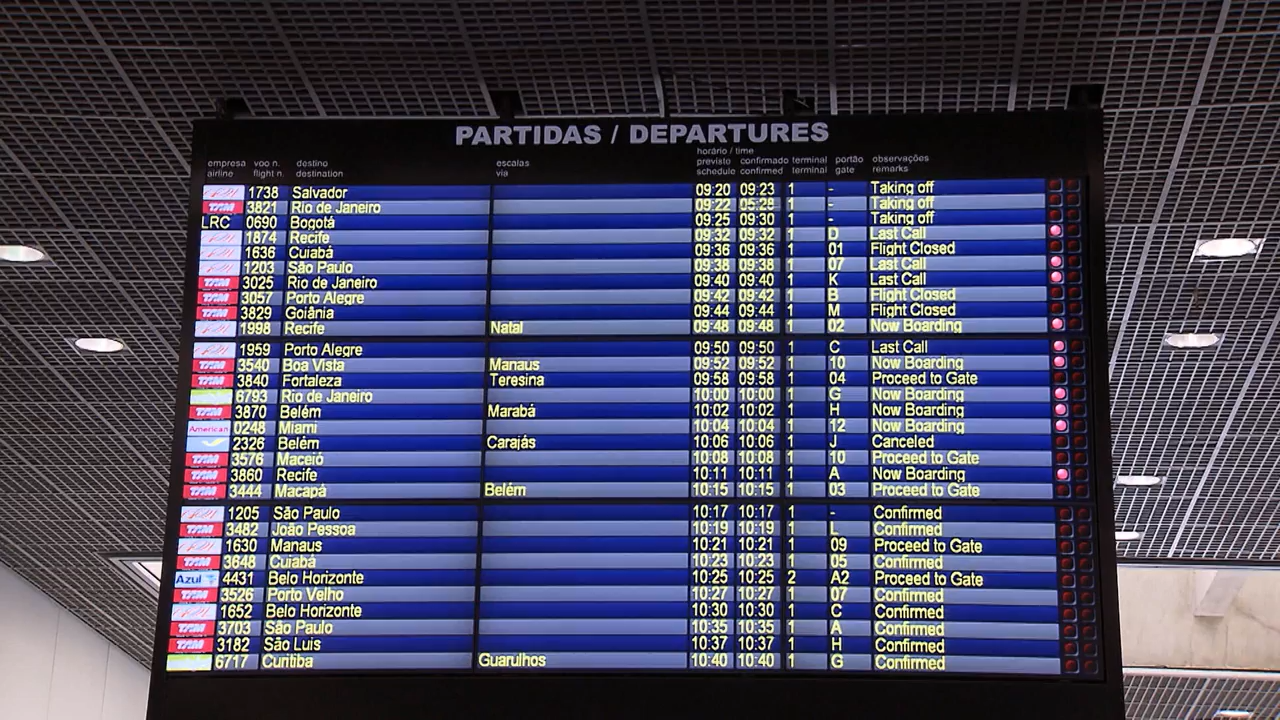 PARTIDAS / DEPARTURES
empresa voo n. destino escalas horário / time terminal portão observações
airline flight n. destination via previsto schedule confirmado confirmed terminal gate remarks
1738 Salvador 09:20 09:23 1 - Taking off
TAM 3821 Rio de Janeiro 09:22 05:28 1 - Taking off
LRC 0690 Bogotá 09:25 09:30 1 - Taking off
1874 Recife 09:32 09:32 1 D Last Call
1636 Cuiabá 09:36 09:36 1 01 Flight Closed
1203 São Paulo 09:38 09:38 1 07 Last Call
TAM 3025 Rio de Janeiro 09:40 09:40 1 K Last Call
TAM 3057 Porto Alegre 09:42 09:42 1 B Flight Closed
TAM 3829 Goiânia 09:44 09:44 1 M Flight Closed
1998 Recife Natal 09:48 09:48 1 02 Now Boarding
1959 Porto Alegre 09:50 09:50 1 C Last Call
TAM 3540 Boa Vista Manaus 09:52 09:52 1 10 Now Boarding
TAM 3840 Fortaleza Teresina 09:58 09:58 1 04 Proceed to Gate
6793 Rio de Janeiro 10:00 10:00 1 G Now Boarding
TAM 3870 Belém Marabá 10:02 10:02 1 H Now Boarding
American 0248 Miami 10:04 10:04 1 12 Now Boarding
2326 Belém Carajás 10:06 10:06 1 J Canceled
TAM 3576 Maceió 10:08 10:08 1 10 Proceed to Gate
TAM 3860 Recife 10:11 10:11 1 A Now Boarding
TAM 3444 Macapá Belém 10:15 10:15 1 03 Proceed to Gate
1205 São Paulo 10:17 10:17 1 - Confirmed
TAM 3482 João Pessoa 10:19 10:19 1 L Confirmed
1630 Manaus 10:21 10:21 1 09 Proceed to Gate
TAM 3648 Cuiabá 10:23 10:23 1 05 Confirmed
Azul 4431 Belo Horizonte 10:25 10:25 2 A2 Proceed to Gate
TAM 3526 Porto Velho 10:27 10:27 1 07 Confirmed
1652 Belo Horizonte 10:30 10:30 1 C Confirmed
TAM 3703 São Paulo 10:35 10:35 1 A Confirmed
TAM 3182 São Luis 10:37 10:37 1 H Confirmed
6717 Curitiba Guarulhos 10:40 10:40 1 G Confirmed